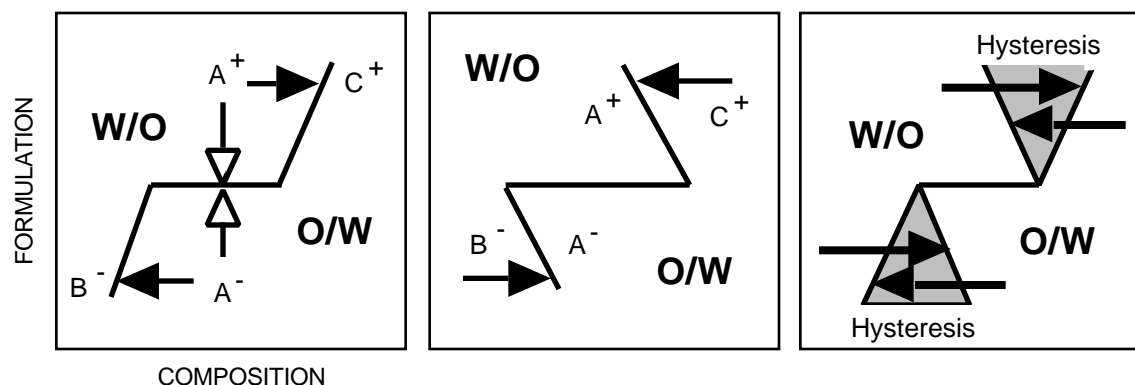 FORMULATION
A+
C+
W/O
O/W
B-
A-
W/O
A+
C+
B-
A-
O/W
Hysteresis
W/O
O/W
Hysteresis
COMPOSITION